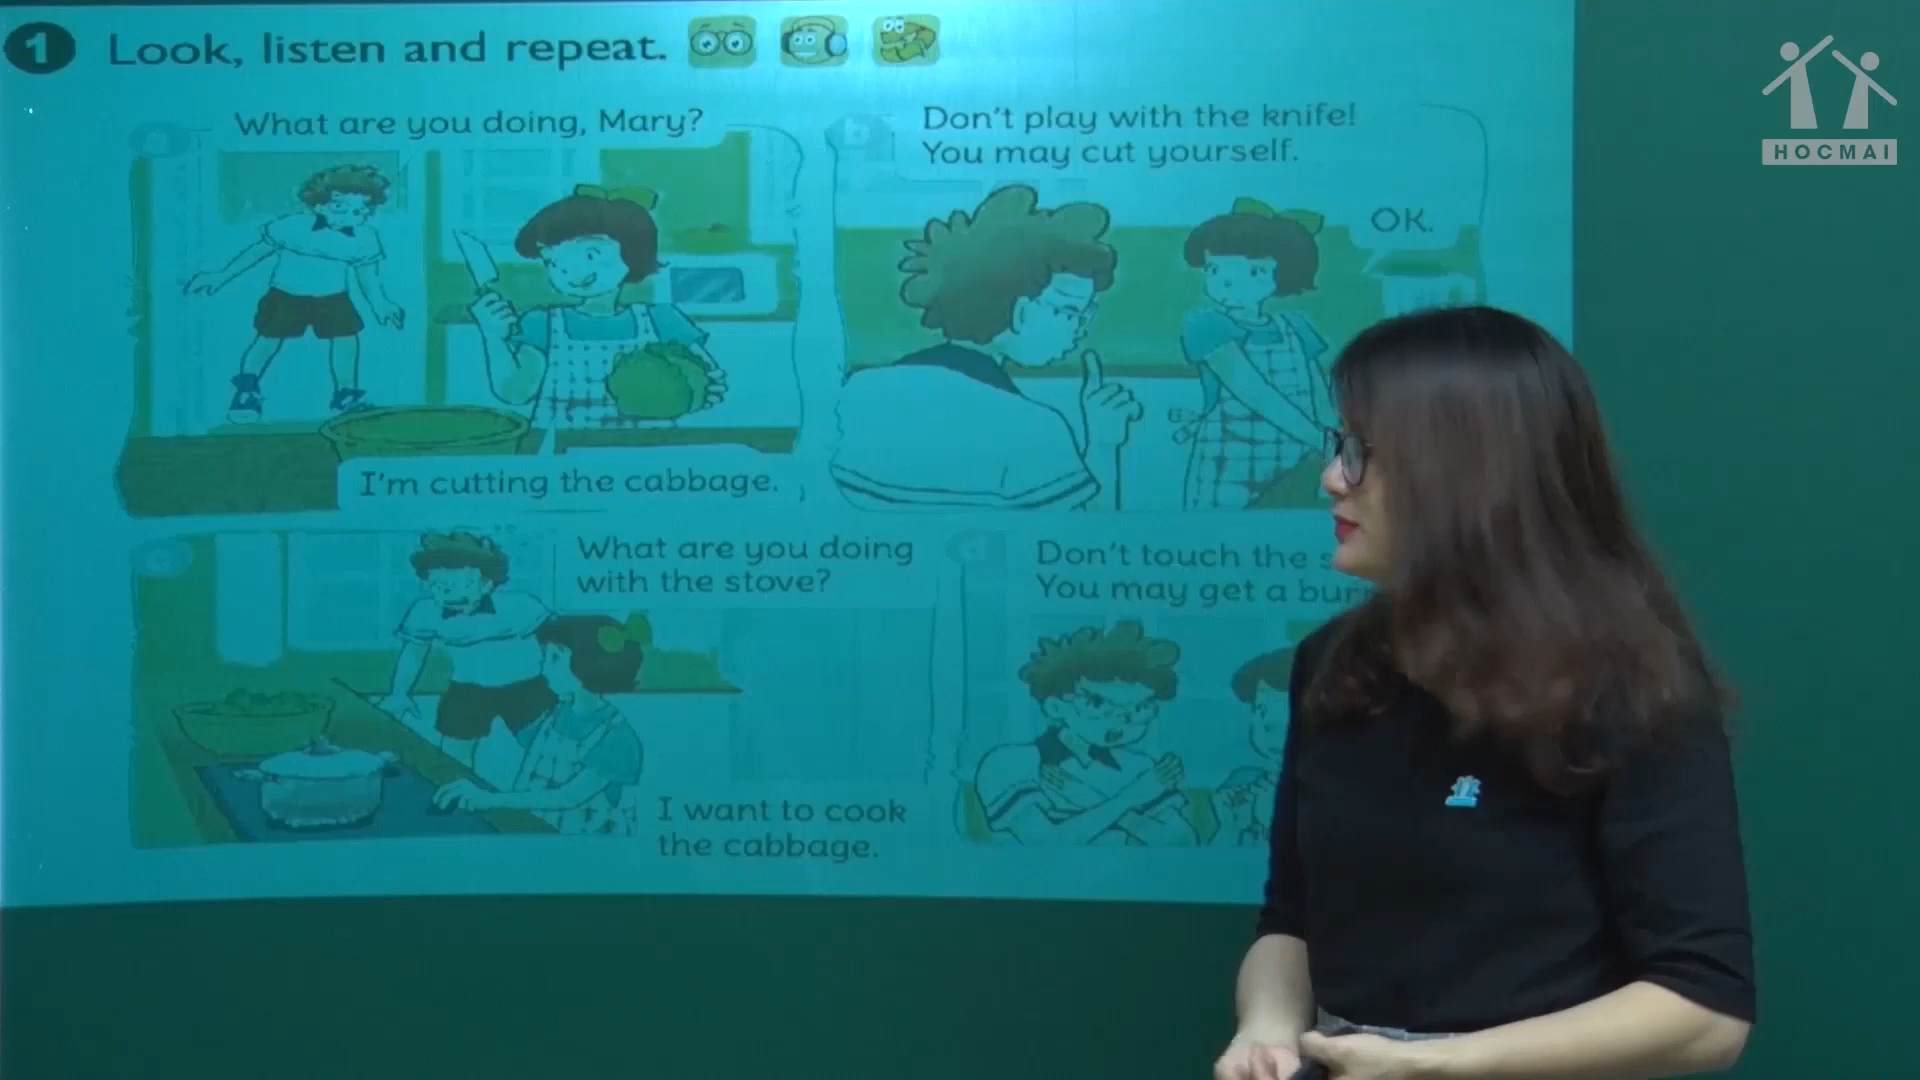 1 Look, listen and repeat.
a
What are you doing, Mary?
I'm cutting the cabbage.
b
Don't play with the knife!
You may cut yourself.
OK.
c
What are you doing
with the stove?
I want to cook
the cabbage.
d
Don't touch the
You may get a
HOCMAI